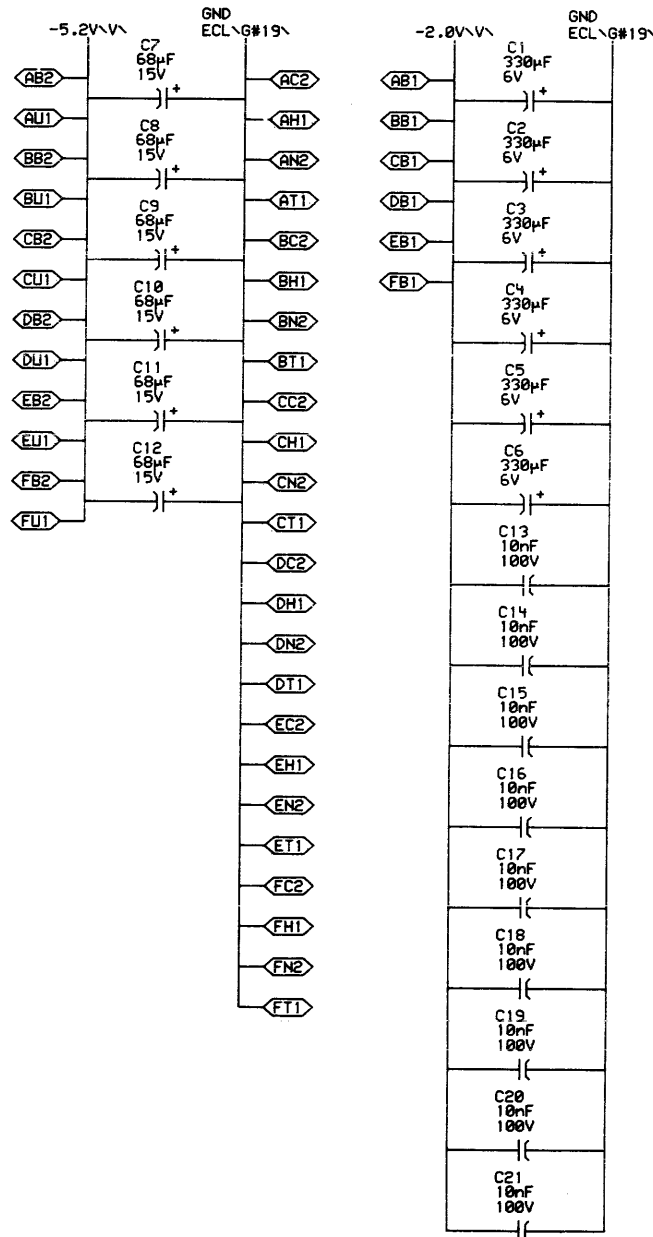 -5.2V\V\
GND
ECL\G#19\
C7
68µF
15V
+
C8
68µF
15V
+
C9
68µF
15V
+
C10
68µF
15V
+
C11
68µF
15V
+
C12
68µF
15V
+
AB2
AU1
BB2
BU1
CB2
CU1
DB2
DU1
EB2
EU1
FB2
FU1
AC2
AH1
AN2
AT1
BC2
BH1
BN2
BT1
CC2
CH1
CN2
CT1
DC2
DH1
DN2
DT1
EC2
EH1
EN2
ET1
FC2
FH1
FN2
FT1
-2.0V\V\
GND
ECL\G#19\
AB1
BB1
CB1
DB1
EB1
FB1
C1
330µF
6V
+
C2
330µF
6V
+
C3
330µF
6V
+
C4
330µF
6V
+
C5
330µF
6V
+
C6
330µF
6V
+
C13
10nF
100V
C14
10nF
100V
C15
10nF
100V
C16
10nF
100V
C17
10nF
100V
C18
10nF
100V
C19
10nF
100V
C20
10nF
100V
C21
10nF
100V